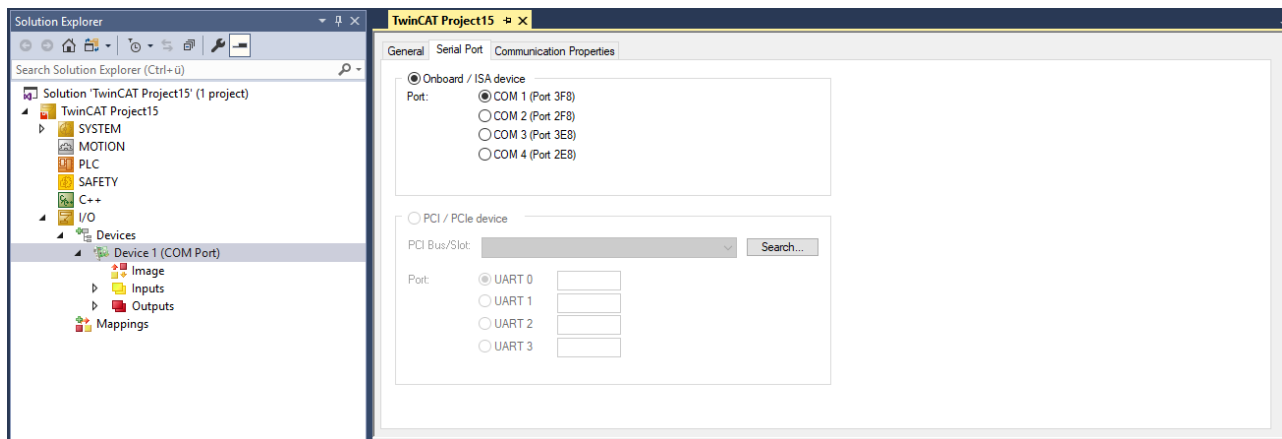 Solution Explorer
Search Solution Explorer (Ctrl+ü)
Solution 'TwinCAT Project15' (1 project)
TwinCAT Project15
SYSTEM
MOTION
PLC
SAFETY
C++
I/O
Devices
Device 1 (COM Port)
Image
Inputs
Outputs
Mappings
TwinCAT Project15
General Serial Port Communication Properties
Onboard / ISA device
Port: COM 1 (Port 3F8)
COM 2 (Port 2F8)
COM 3 (Port 3E8)
COM 4 (Port 2E8)
PCI / PCIe device
PCI Bus/Slot: Search...
Port: UART 0
UART 1
UART 2
UART 3